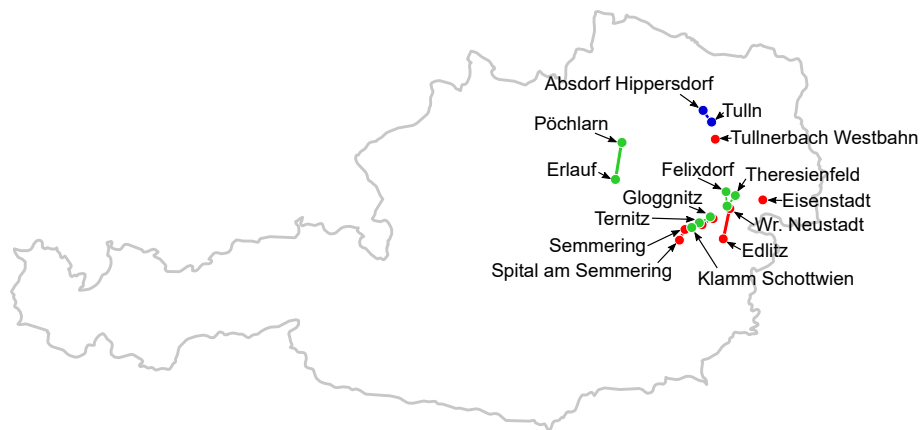 Absdorf Hippersdorf
Tulln
Pöchlarn
Tullnerbach Westbahn
Erlauf
Felixdorf
Theresienfeld
Gloggnitz
Eisenstadt
Ternitz
Wr. Neustadt
Semmering
Edlitz
Spital am Semmering
Klamm Schottwien